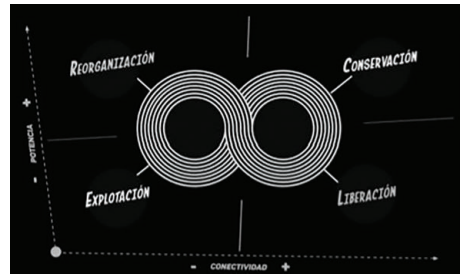 REORGANIZACIÓN
CONSERVACIÓN
+
POTENCIA
-
EXPLOTACIÓN
LIBERACIÓN
- CONECTIVIDAD +